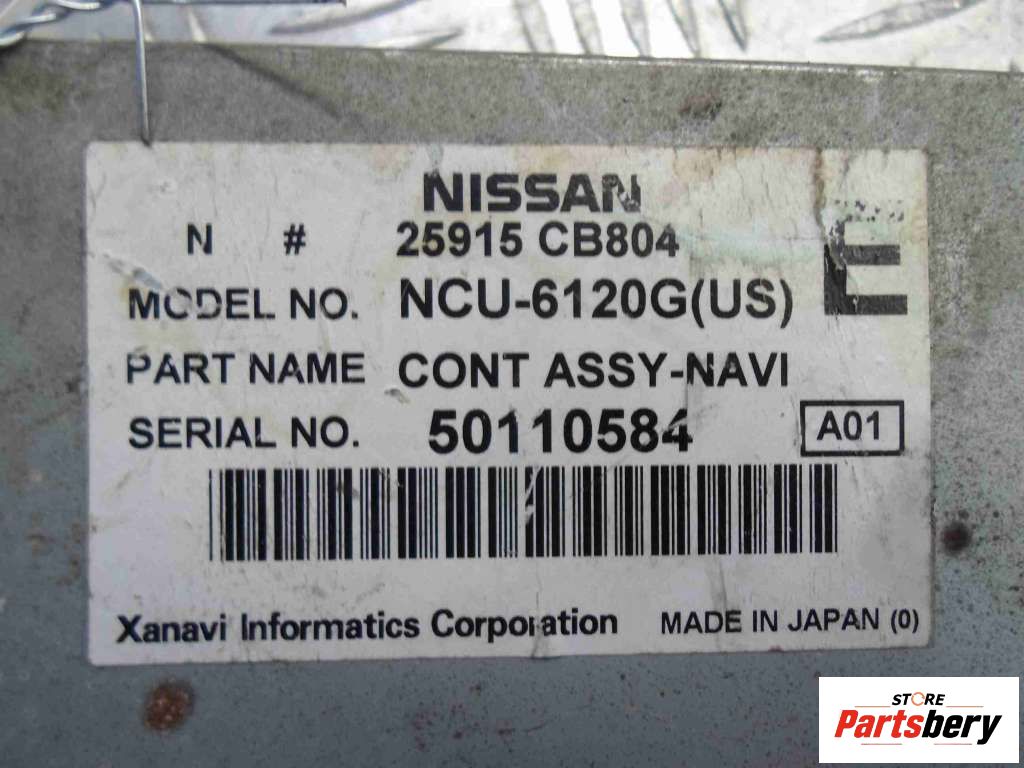 NISSAN
N # 25915 CB804
E
MODEL NO. NCU-6120G(US)
PART NAME CONT ASSY-NAVI
SERIAL NO. 50110584 A01
Xanavi Informatics Corporation MADE IN JAPAN (0)
STORE
Partsbery